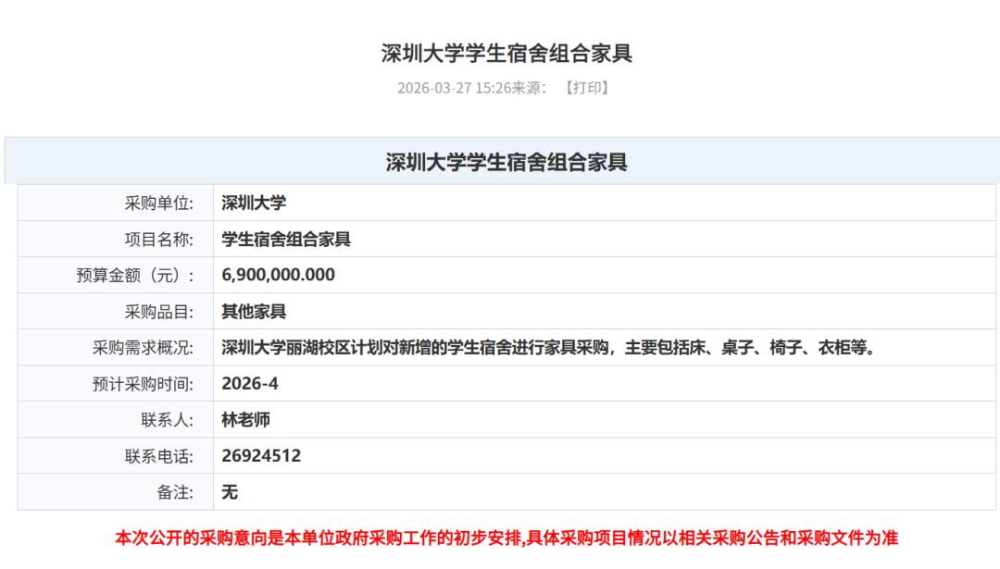 深圳大学学生宿舍组合家具
2026-03-27 15:26来源： 【打印】
深圳大学学生宿舍组合家具
采购单位: 深圳大学
项目名称: 学生宿舍组合家具
预算金额（元）: 6,900,000.000
采购品目: 其他家具
采购需求概况: 深圳大学丽湖校区计划对新增的学生宿舍进行家具采购，主要包括床、桌子、椅子、衣柜等。
预计采购时间: 2026-4
联系人: 林老师
联系电话: 26924512
备注: 无
本次公开的采购意向是本单位政府采购工作的初步安排,具体采购项目情况以相关采购公告和采购文件为准